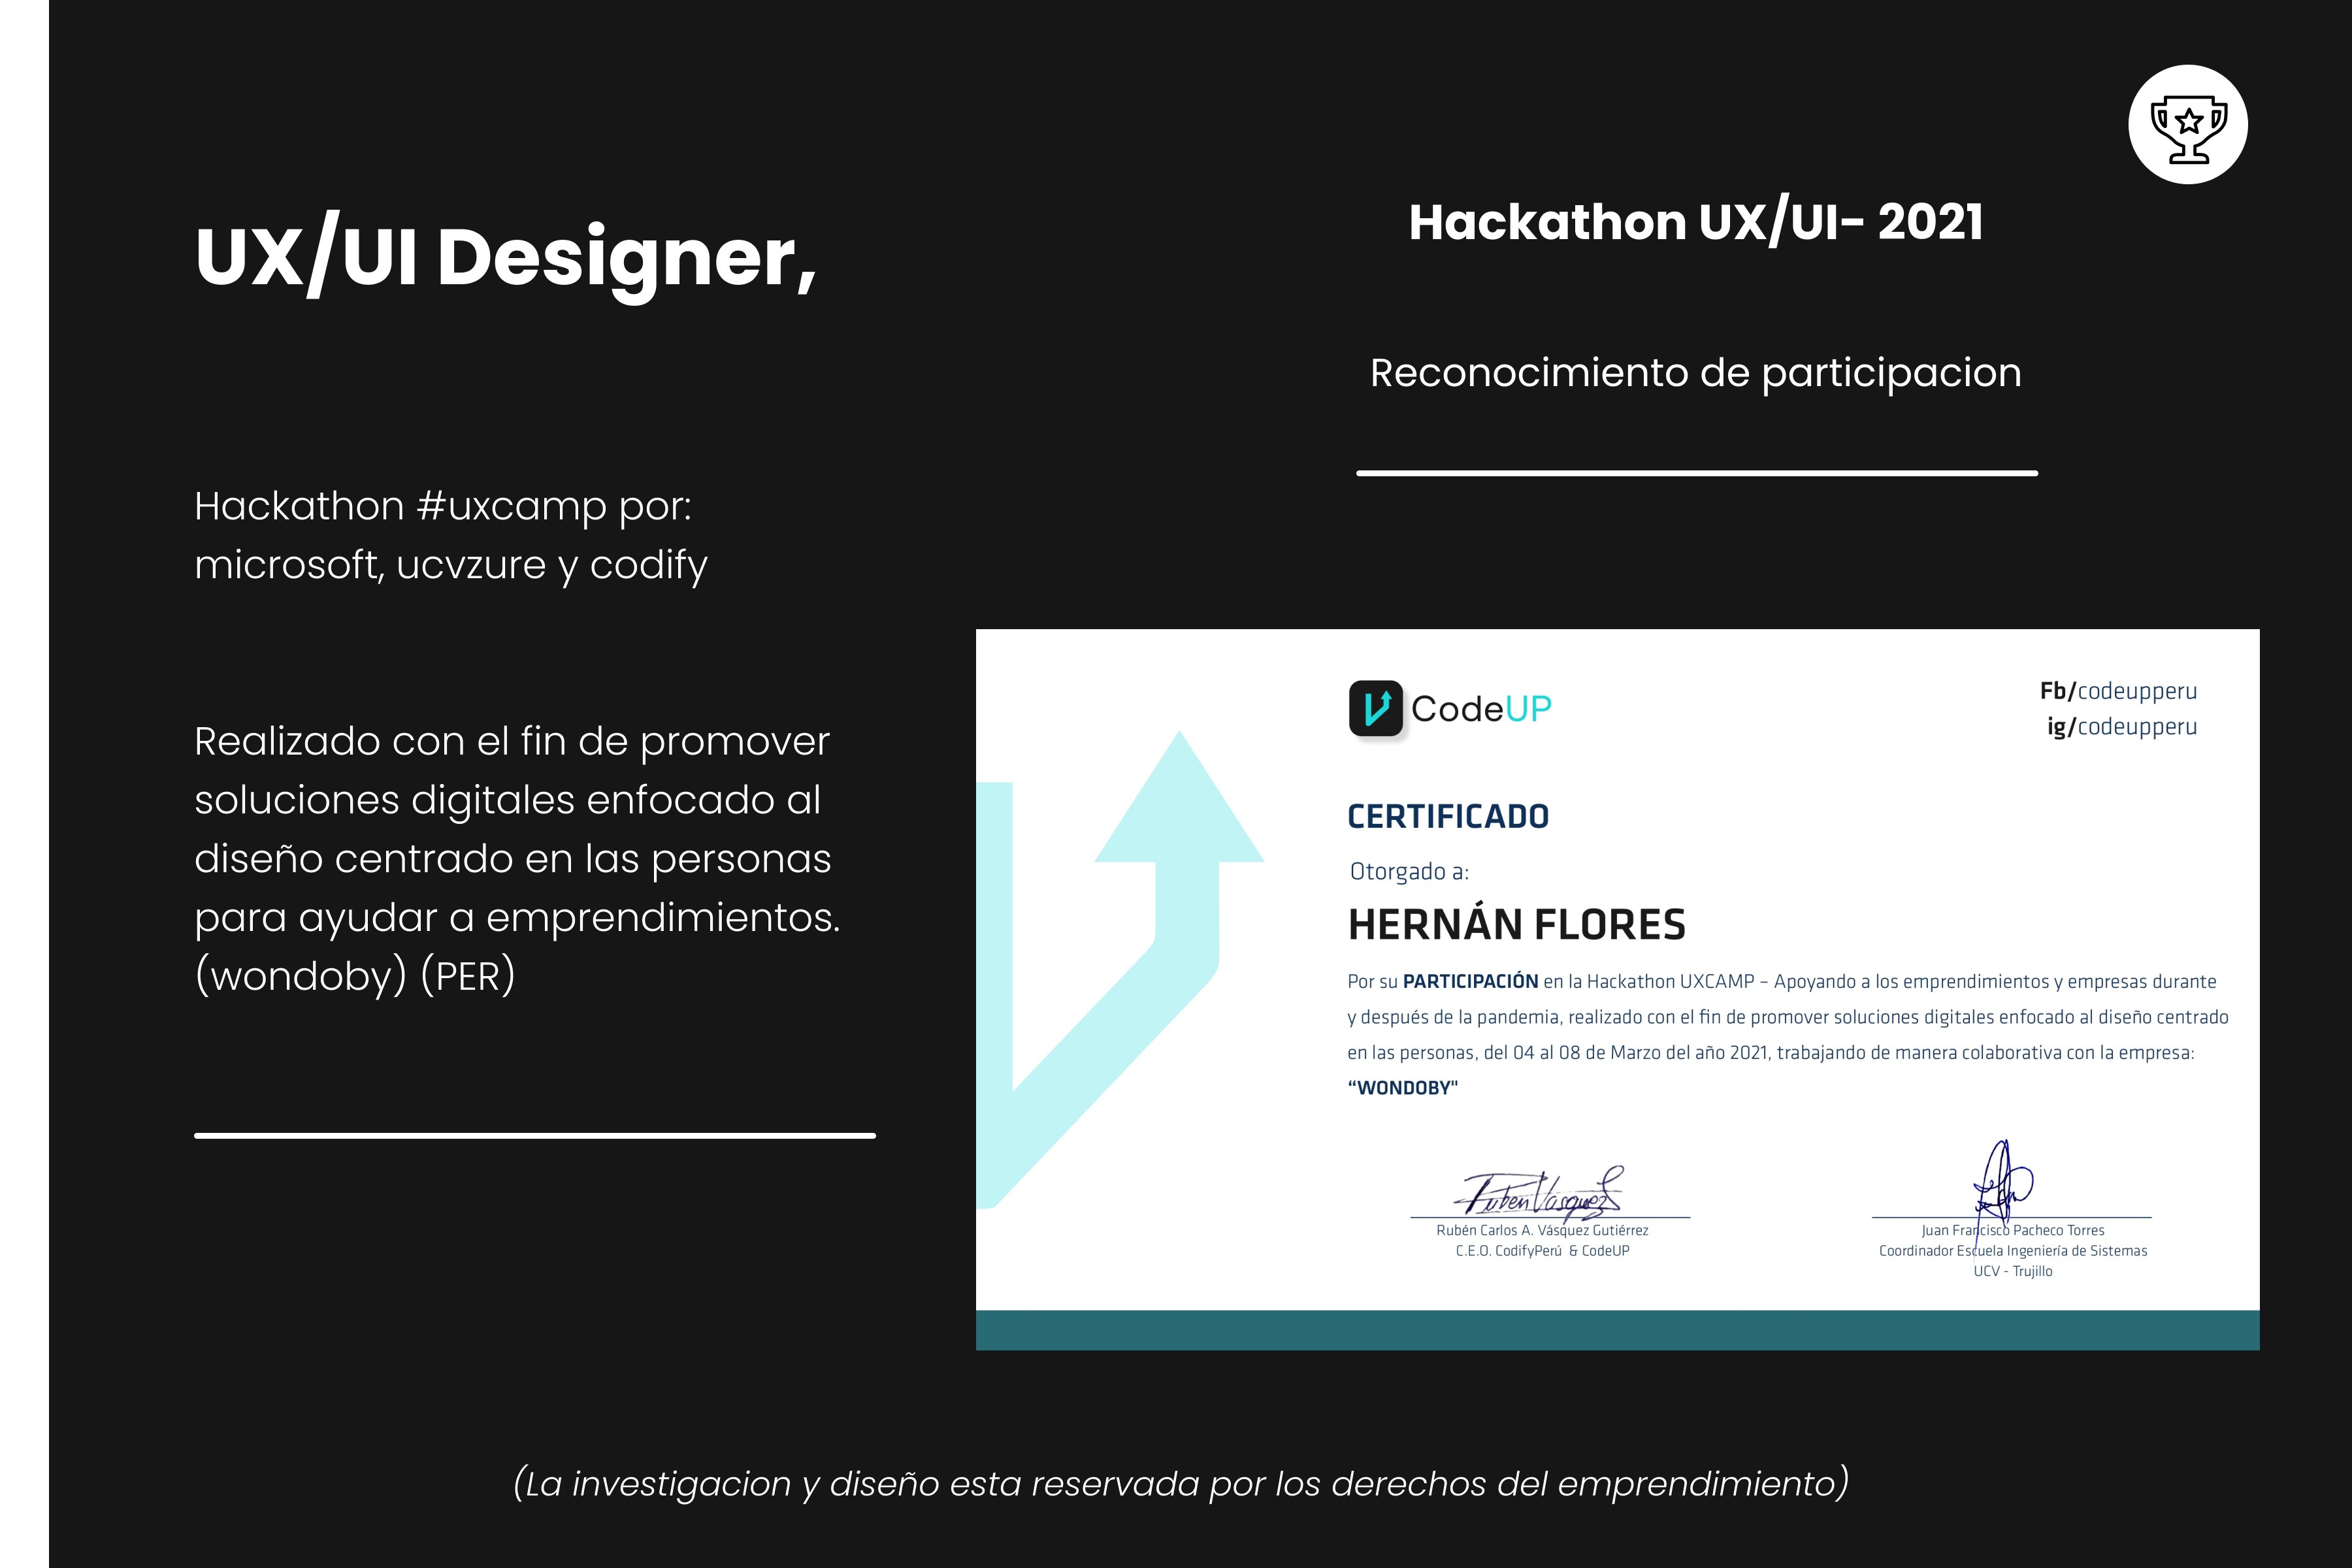 UX/UI Designer,
Hackathon #uxcamp por:
microsoft, ucvzure y codify
Realizado con el fin de promover
soluciones digitales enfocado al
diseño centrado en las personas
para ayudar a emprendimientos.
(wondoby) (PER)
Hackathon UX/UI- 2021
Reconocimiento de participacion
CodeUP
Fb/codeupperu
ig/codeupperu
CERTIFICADO
Otorgado a:
HERNÁN FLORES
Por su PARTICIPACIÓN en la Hackathon UXCAMP – Apoyando a los emprendimientos y empresas durante
y después de la pandemia, realizado con el fin de promover soluciones digitales enfocado al diseño centrado
en las personas, del 04 al 08 de Marzo del año 2021, trabajando de manera colaborativa con la empresa:
“WONDOBY"
Ruben Vasquez
Rubén Carlos A. Vásquez Gutiérrez
C.E.O. CodifyPerú & CodeUP
Juan Francisco Pacheco Torres
Coordinador Escuela Ingeniería de Sistemas
UCV - Trujillo
(La investigacion y diseño esta reservada por los derechos del emprendimiento)